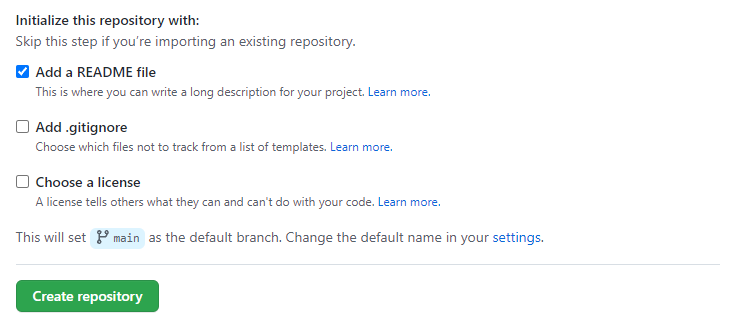 Initialize this repository with:
Skip this step if you’re importing an existing repository.
Add a README file
This is where you can write a long description for your project. Learn more.
Add .gitignore
Choose which files not to track from a list of templates. Learn more.
Choose a license
A license tells others what they can and can't do with your code. Learn more.
This will set main as the default branch. Change the default name in your settings.
Create repository